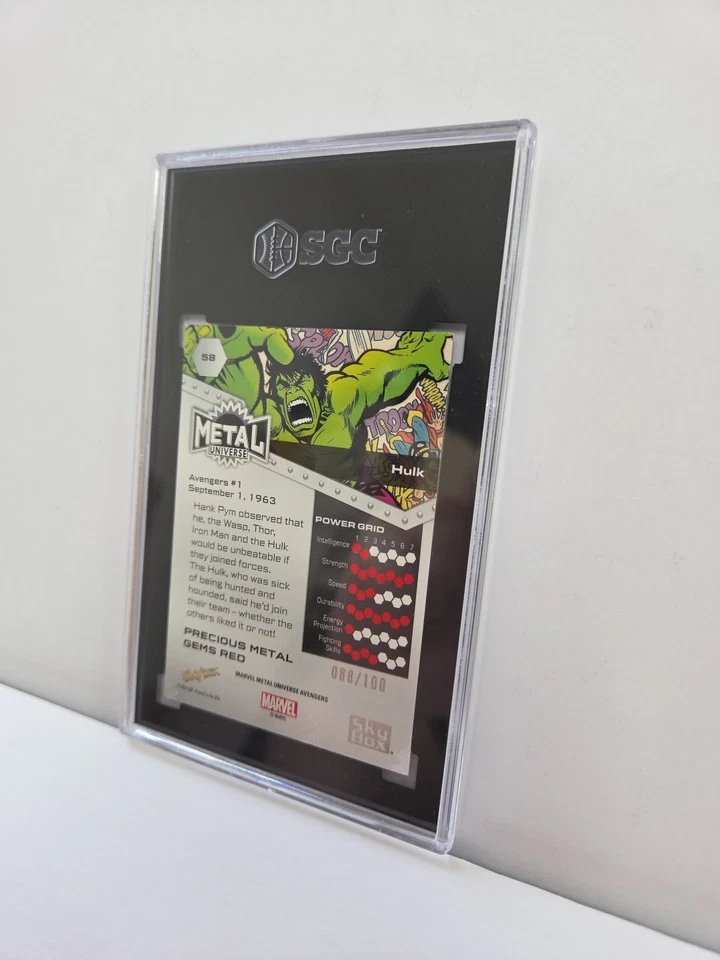 SGC
58
METAL
UNIVERSE
Hulk
Avengers #1
September 1, 1963
Hank Pym observed that
he, the Wasp, Thor,
Iron Man and the Hulk
would be unbeatable if
they joined forces.
The Hulk, who was sick
of being hunted and
hounded, said he'd join
their team - whether the
others liked it or not!
PRECIOUS METAL
GEMS RED
POWER GRID
1 2 3 4 5 6 7
Intelligence
Strength
Speed
Durability
Energy
Projection
Fighting
Skills
088/100
MARVEL METAL UNIVERSE AVENGERS
MARVEL
© MARVEL
SkyBox